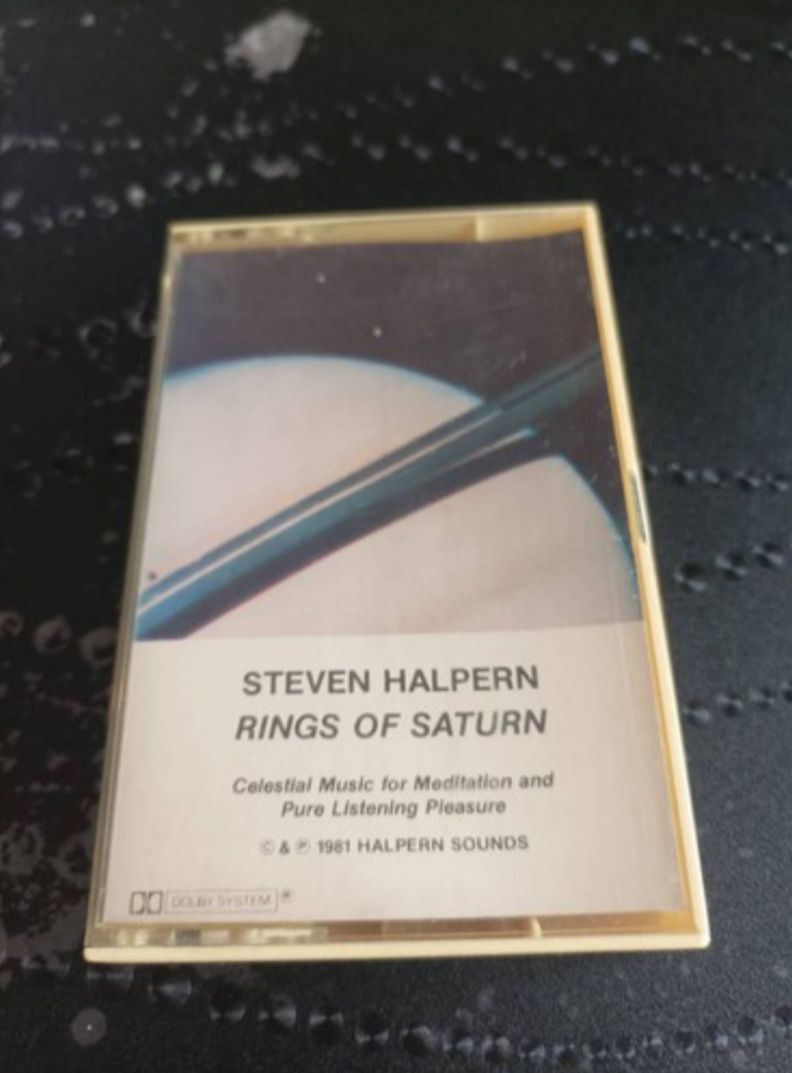 STEVEN HALPERN
RINGS OF SATURN
Celestial Music for Meditation and
Pure Listening Pleasure
© & ℗ 1981 HALPERN SOUNDS
DOLBY SYSTEM ®